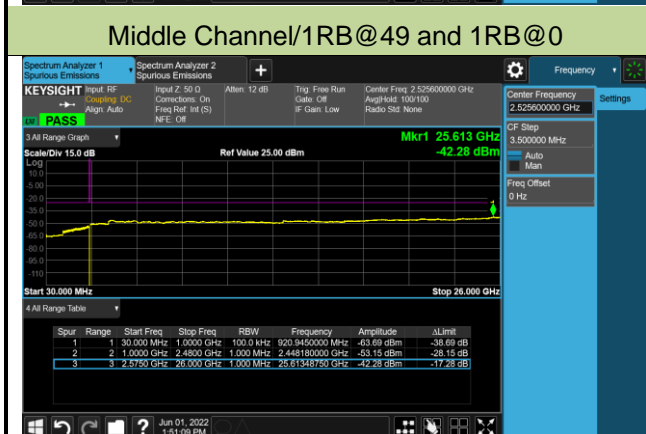 Middle Channel/1RB@49 and 1RB@0
Spectrum Analyzer 1
Spurious Emissions
Spectrum Analyzer 2
Spurious Emissions
+
Frequency
KEYSIGHT
Input: RF
Coupling: DC
Align: Auto
Input Z: 50 Ω
Corrections: On
Freq Ref: Int (S)
NFE: Off
Atten: 12 dB
Trig: Free Run
Gate: Off
IF Gain: Low
Center Freq: 2.525600000 GHz
Avg|Hold: 100/100
Radio Std: None
PASS
Center Frequency
2.525600000 GHz
Settings
CF Step
3.500000 MHz
Auto
Man
Freq Offset
0 Hz
3 All Range Graph
Mkr1 25.613 GHz
-42.28 dBm
Scale/Div 15.0 dB
Ref Value 25.00 dBm
Log
10.0
-5.00
-20.0
-35.0
-50.0
-65.0
-80.0
-95.0
-110
1
Start 30.000 MHz
Stop 26.000 GHz
4 All Range Table
Spur Range Start Freq Stop Freq RBW Frequency Amplitude ΔLimit
1 1 30.000 MHz 1.0000 GHz 100.0 kHz 920.9450000 MHz -63.69 dBm -38.69 dB
2 2 1.0000 GHz 2.4800 GHz 1.000 MHz 2.448180000 GHz -53.15 dBm -28.15 dB
3 3 2.5750 GHz 26.000 GHz 1.000 MHz 25.61348750 GHz -42.28 dBm -17.28 dB
?
Jun 01, 2022
1:51:09 PM